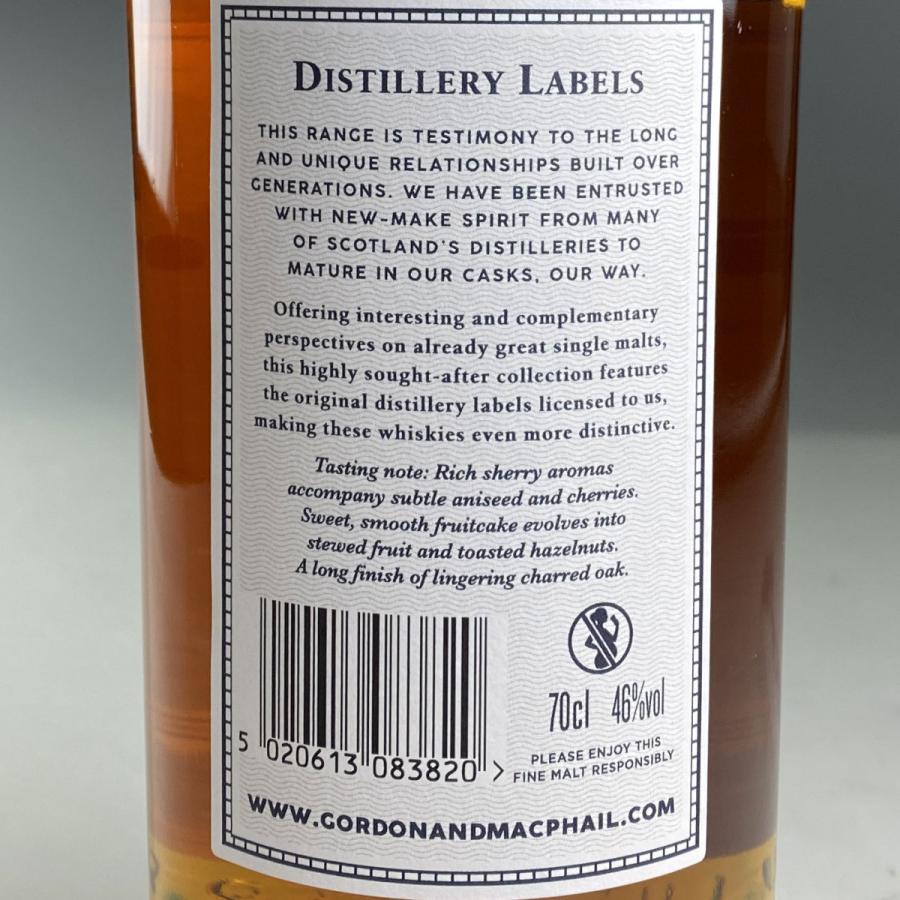 DISTILLERY LABELS
THIS RANGE IS TESTIMONY TO THE LONG
AND UNIQUE RELATIONSHIPS BUILT OVER
GENERATIONS. WE HAVE BEEN ENTRUSTED
WITH NEW-MAKE SPIRIT FROM MANY
OF SCOTLAND'S DISTILLERIES TO
MATURE IN OUR CASKS, OUR WAY.
Offering interesting and complementary
perspectives on already great single malts,
this highly sought-after collection features
the original distillery labels licensed to us,
making these whiskies even more distinctive.
Tasting note: Rich sherry aromas
accompany subtle aniseed and cherries.
Sweet, smooth fruitcake evolves into
stewed fruit and toasted hazelnuts.
A long finish of lingering charred oak.
70cl 46%vol
PLEASE ENJOY THIS
FINE MALT RESPONSIBLY
5 020613 083820 >
WWW.GORDONANDMACPHAIL.COM